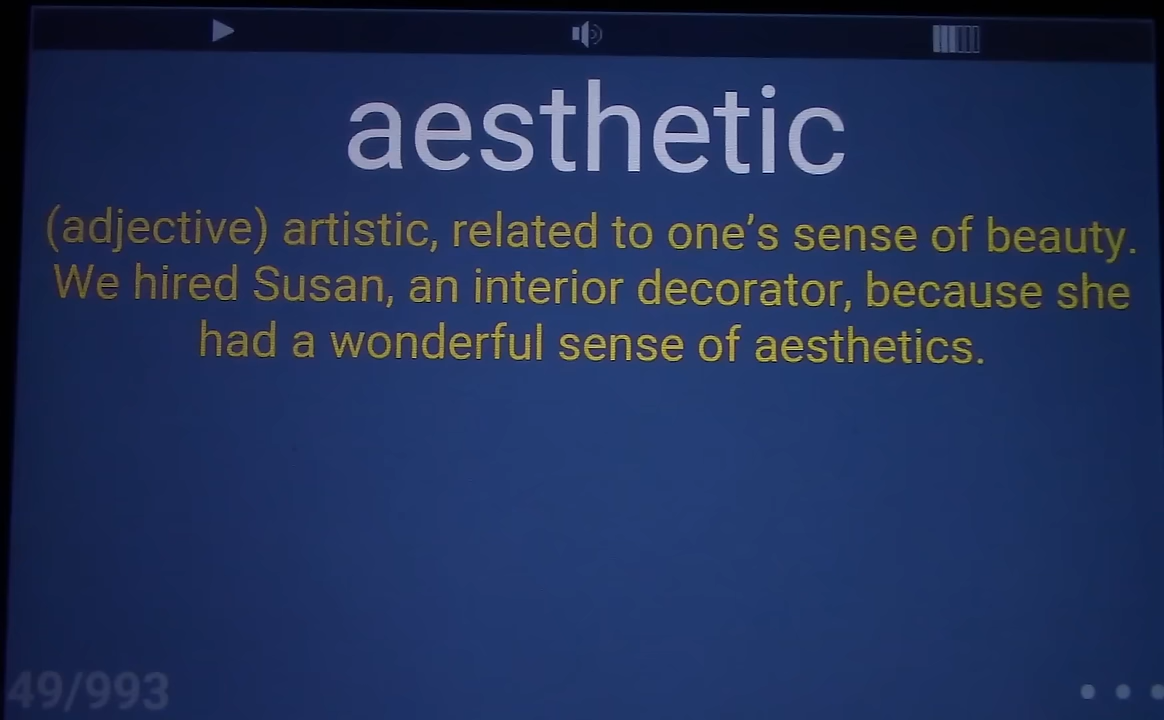 aesthetic
(adjective) artistic, related to one’s sense of beauty.
We hired Susan, an interior decorator, because she
had a wonderful sense of aesthetics.
49/993